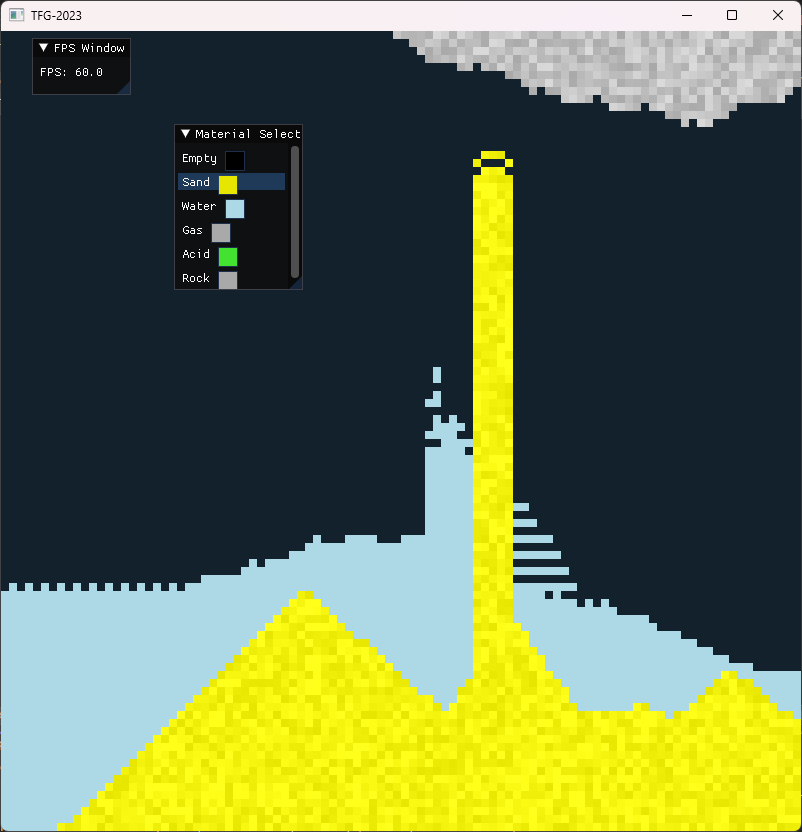 TFG-2023
FPS Window
FPS: 60.0
Material Select
Empty
Sand
Water
Gas
Acid
Rock